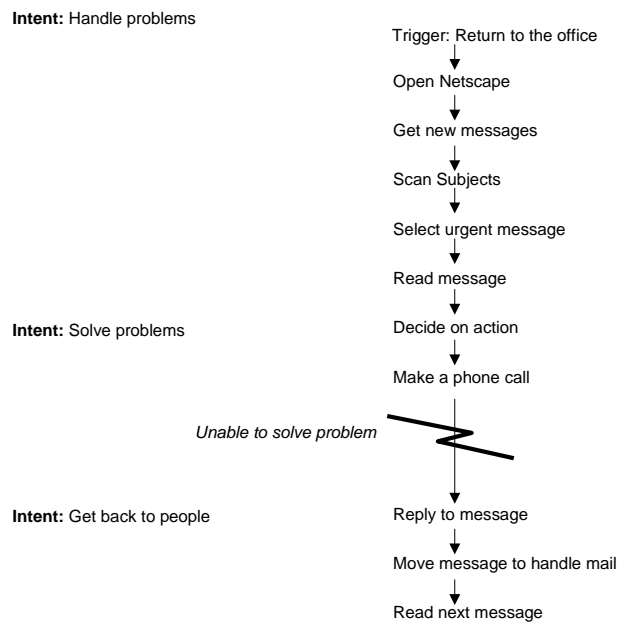 Intent: Handle problems
Trigger: Return to the office
Open Netscape
Get new messages
Scan Subjects
Select urgent message
Read message
Intent: Solve problems
Decide on action
Make a phone call
Unable to solve problem
Intent: Get back to people
Reply to message
Move message to handle mail
Read next message